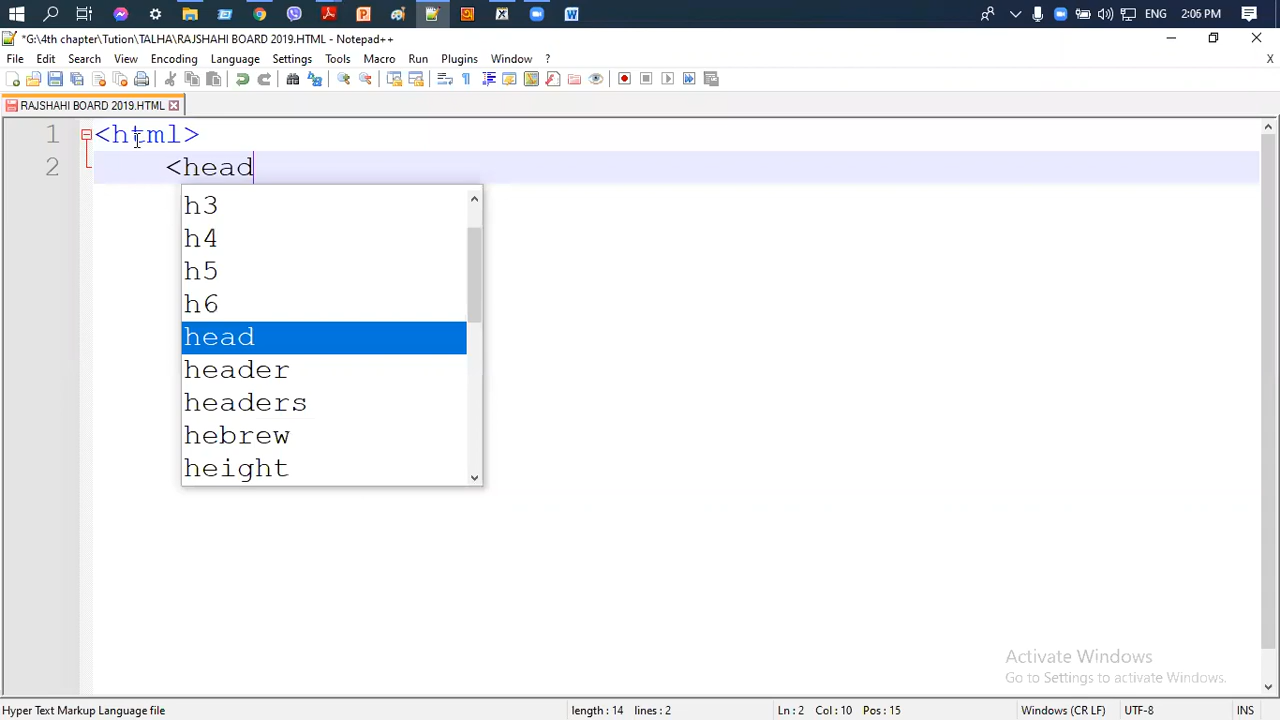 ENG 2:06 PM
*G:\4th chapter\Tution\TALHA\RAJSHAHI BOARD 2019.HTML - Notepad++
File Edit Search View Encoding Language Settings Tools Macro Run Plugins Window ? X
RAJSHAHI BOARD 2019.HTML
1 <html>
2 <head
h3
h4
h5
h6
head
header
headers
hebrew
height
Activate Windows
Go to Settings to activate Windows.
Hyper Text Markup Language file length : 14 lines : 2 Ln : 2 Col : 10 Pos : 15 Windows (CR LF) UTF-8 INS